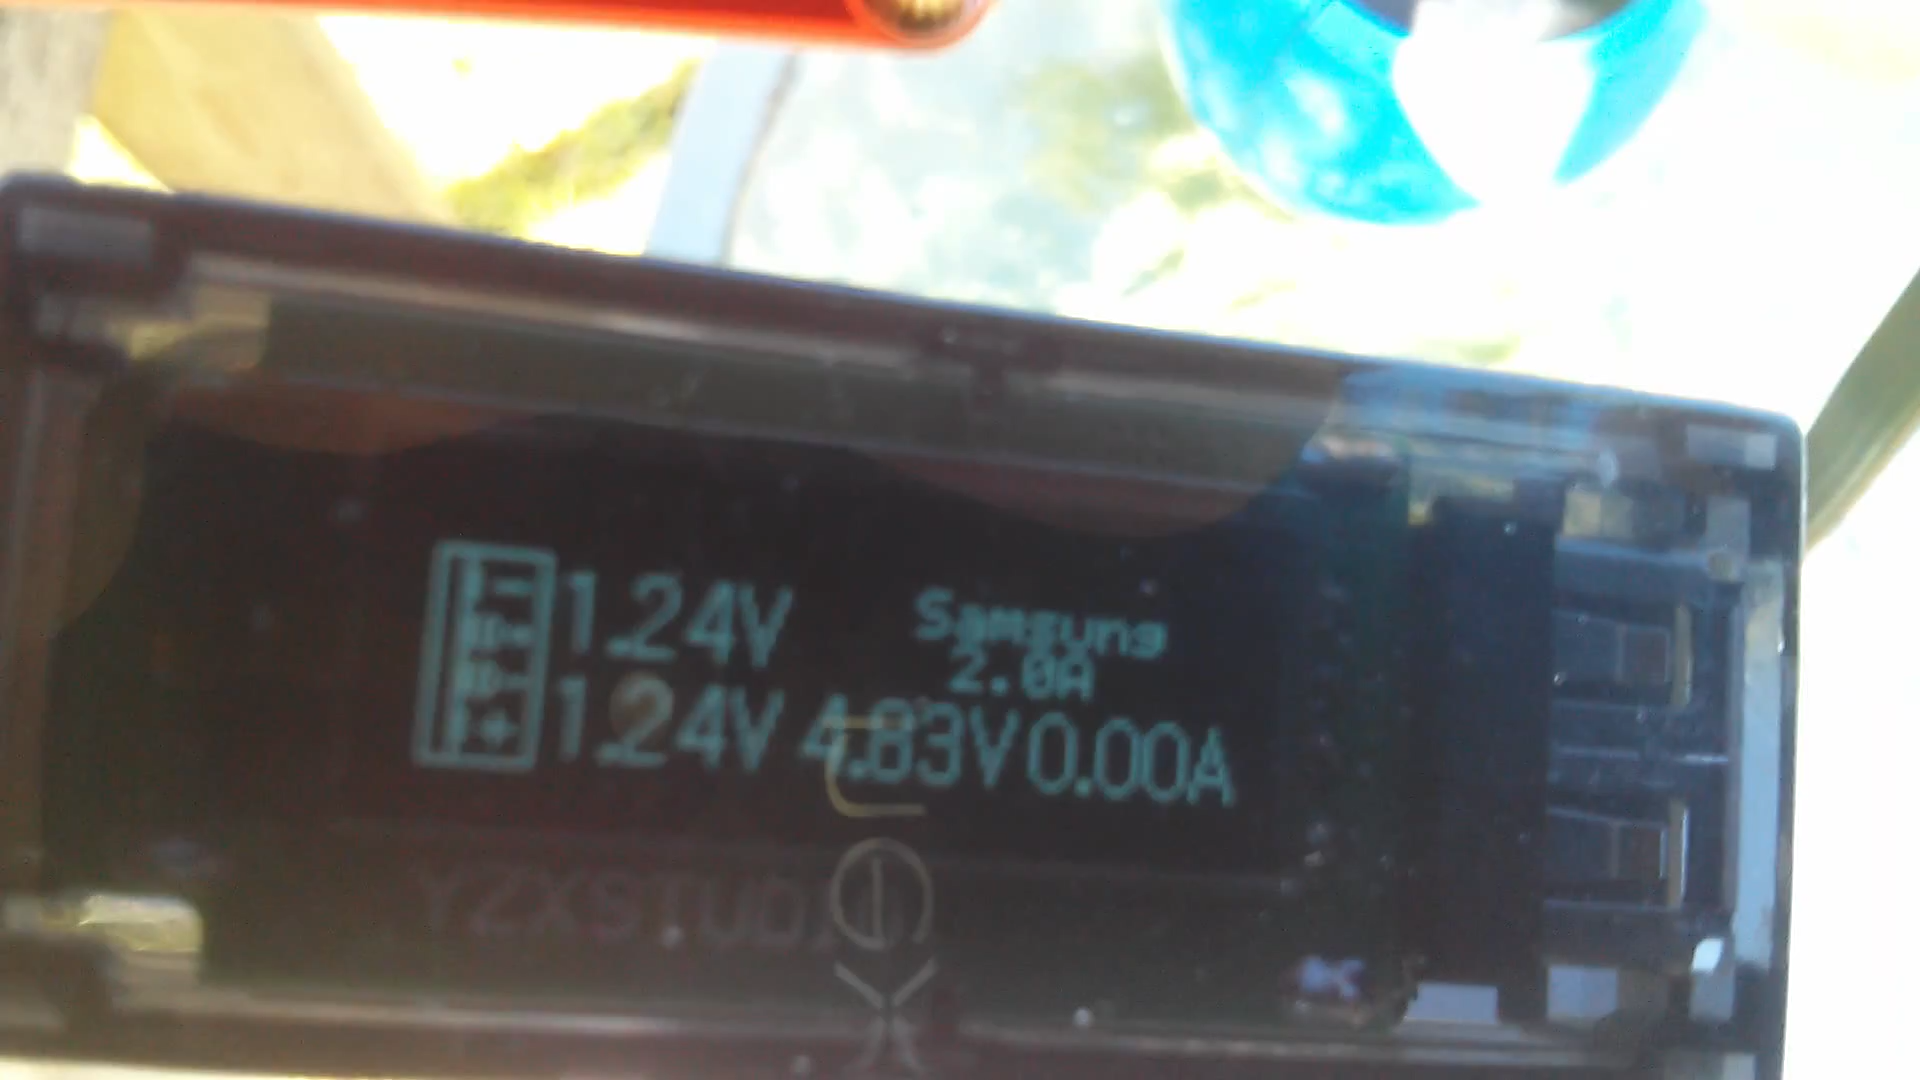 - 1.24V Samsung
D- 2.0A
D+
+ 1.24V 4.83V 0.00A
YZXSTUDIO